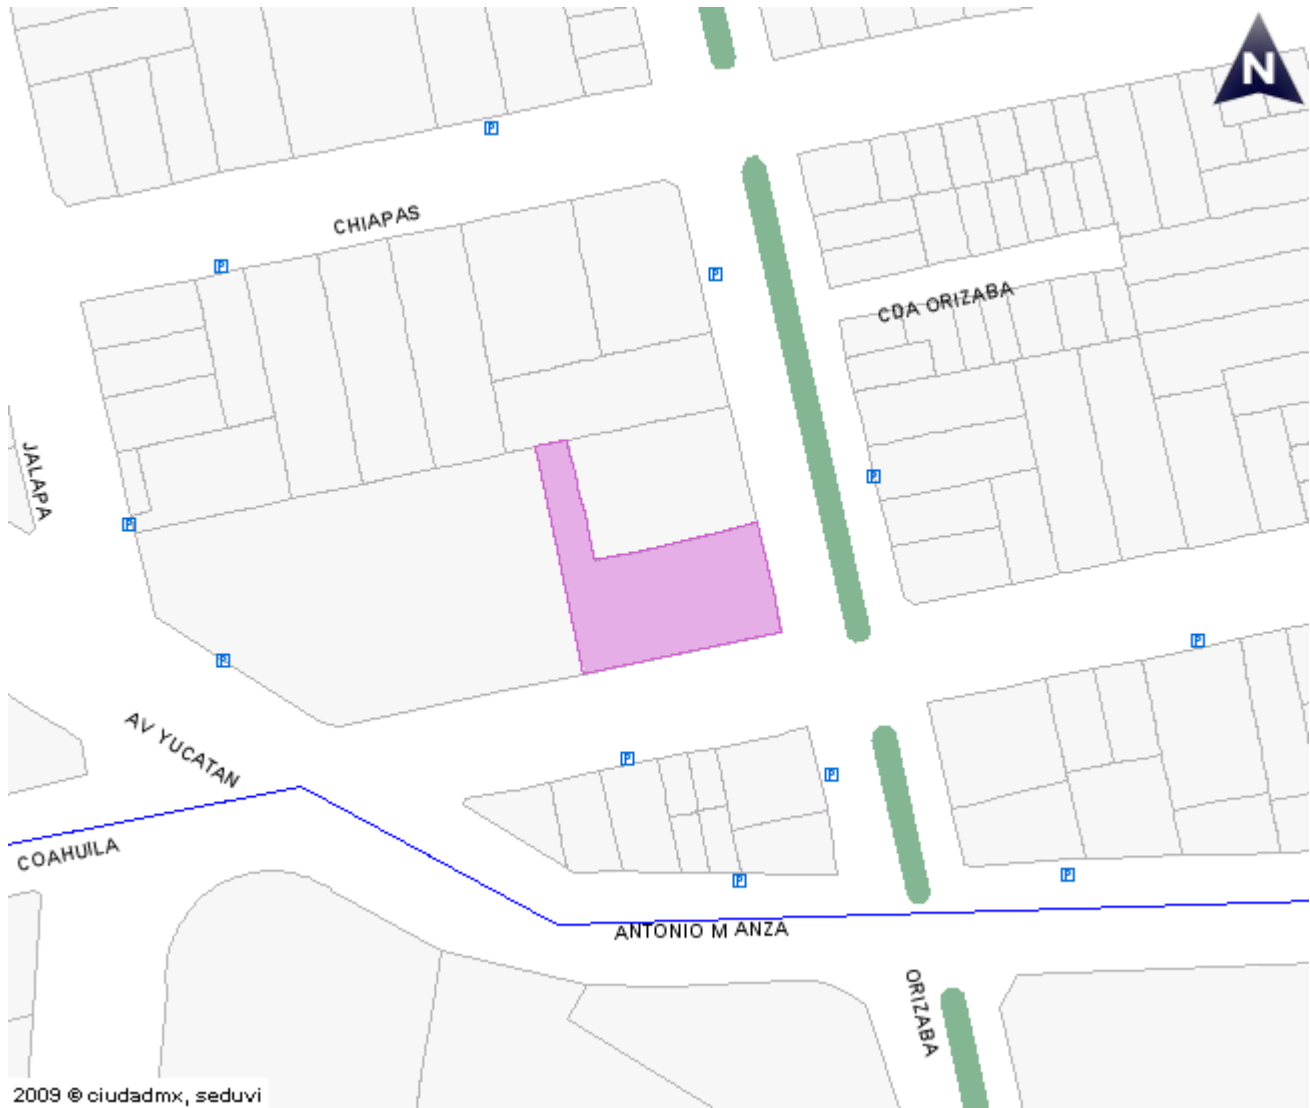 N
CHIAPAS
CDA ORIZABA
JALAPA
AV YUCATAN
COAHUILA
ANTONIO M ANZA
ORIZABA
P
P
P
P
P
P
P
P
P
P
P
2009 © ciudadmx, seduvi